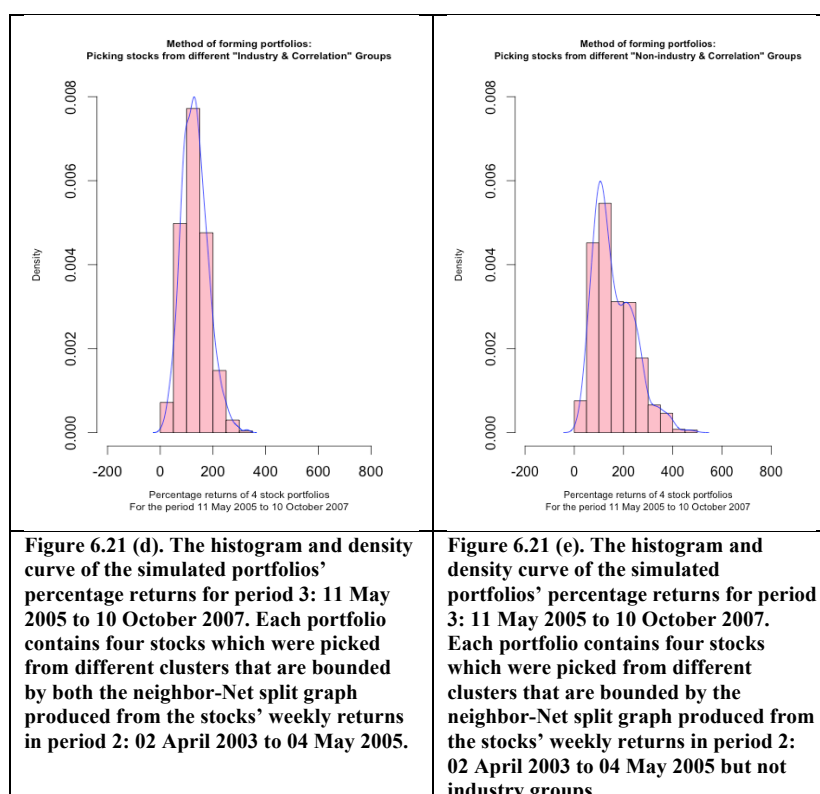 Method of forming portfolios:
Picking stocks from different "Industry & Correlation" Groups
0.008
0.006
0.004
0.002
0.000
Density
-200 0 200 400 600 800
Percentage returns of 4 stock portfolios
For the period 11 May 2005 to 10 October 2007
Figure 6.21 (d). The histogram and density
curve of the simulated portfolios’
percentage returns for period 3: 11 May
2005 to 10 October 2007. Each portfolio
contains four stocks which were picked
from different clusters that are bounded
by both the neighbor-Net split graph
produced from the stocks’ weekly returns
in period 2: 02 April 2003 to 04 May 2005.
Method of forming portfolios:
Picking stocks from different "Non-industry & Correlation" Groups
0.008
0.006
0.004
0.002
0.000
Density
-200 0 200 400 600 800
Percentage returns of 4 stock portfolios
For the period 11 May 2005 to 10 October 2007
Figure 6.21 (e). The histogram and
density curve of the simulated
portfolios’ percentage returns for period
3: 11 May 2005 to 10 October 2007.
Each portfolio contains four stocks
which were picked from different
clusters that are bounded by the
neighbor-Net split graph produced from
the stocks’ weekly returns in period 2:
02 April 2003 to 04 May 2005 but not
industry groups